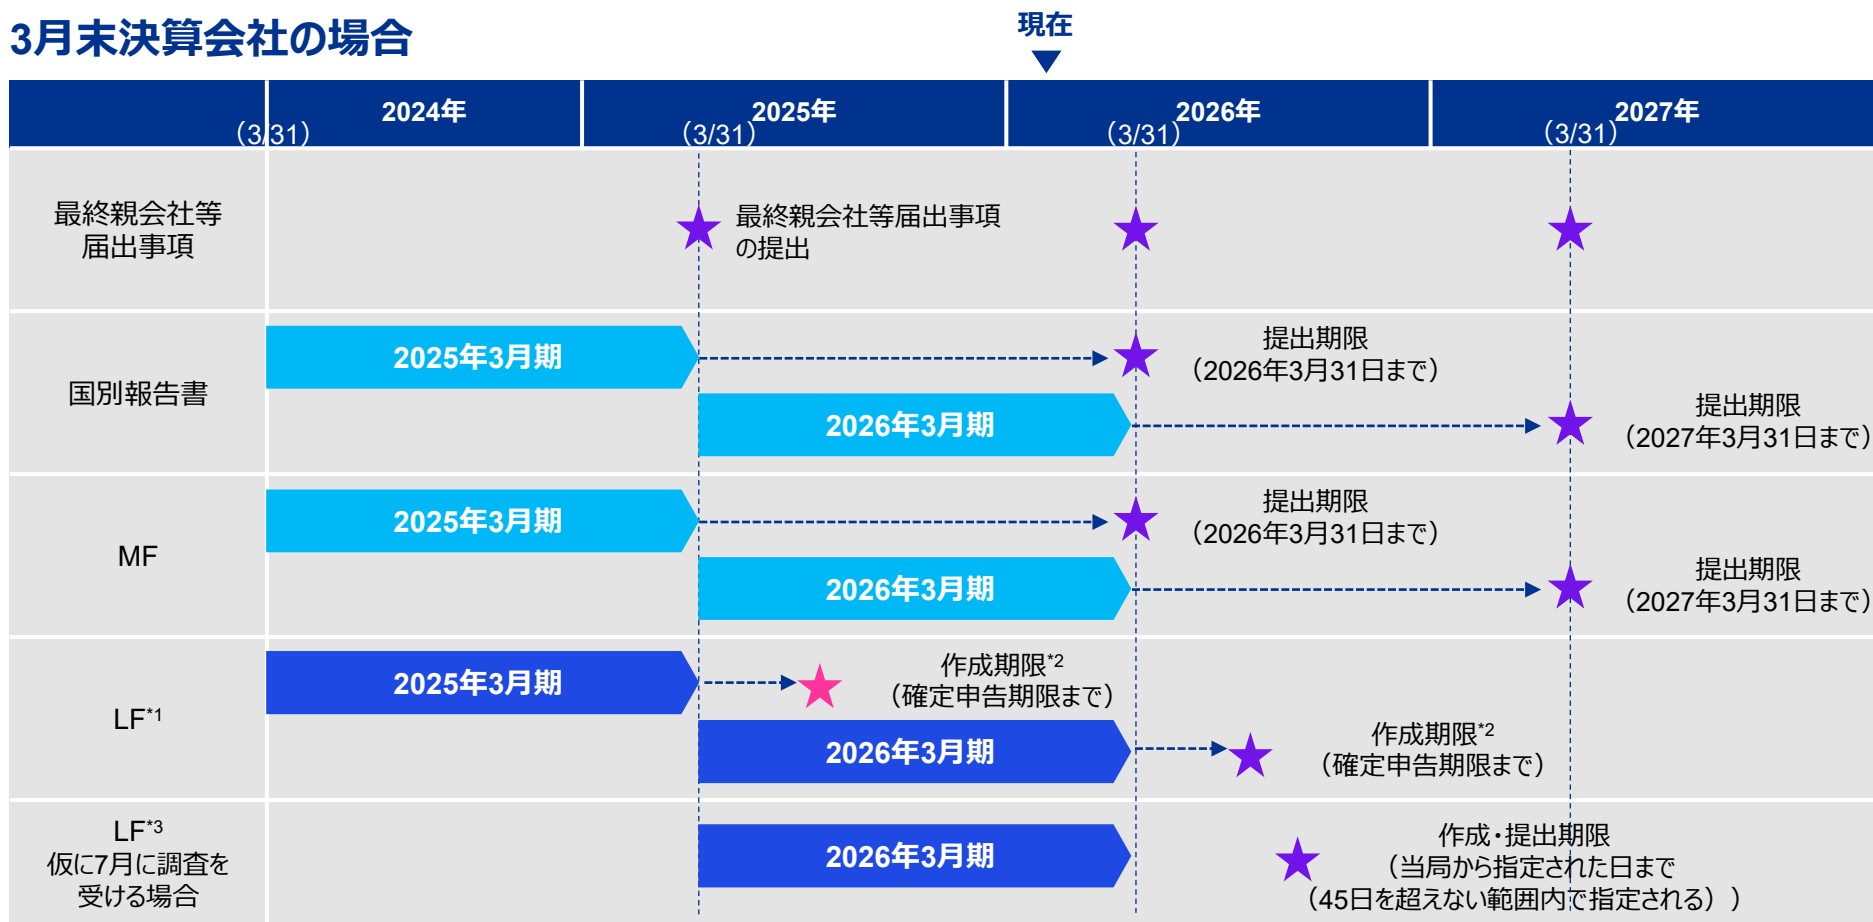 3月末決算会社の場合
現在
2024年
2025年
2026年
2027年
（3/31）
（3/31）
（3/31）
（3/31）
最終親会社等
届出事項
最終親会社等届出事項
の提出
国別報告書
2025年3月期
提出期限
（2026年3月31日まで）
2026年3月期
提出期限
（2027年3月31日まで）
MF
2025年3月期
提出期限
（2026年3月31日まで）
2026年3月期
提出期限
（2027年3月31日まで）
LF*1
2025年3月期
作成期限*2
（確定申告期限まで）
2026年3月期
作成期限*2
（確定申告期限まで）
LF*3
仮に7月に調査を
受ける場合
2026年3月期
作成・提出期限
（当局から指定された日まで
（45日を超えない範囲内で指定される））